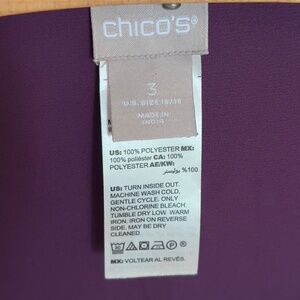 chico's®
3
U.S. SIZE 16/18
MADE IN
INDIA
US: 100% POLYESTER MX:
100% poliéster CA: 100%
POLYESTER AE/KW:
%100 بوليستر
US: TURN INSIDE OUT.
MACHINE WASH COLD,
GENTLE CYCLE. ONLY
NON-CHLORINE BLEACH.
TUMBLE DRY LOW. WARM
IRON. IRON ON REVERSE
SIDE. MAY BE DRY
CLEANED.
MX: VOLTEAR AL REVÉS.